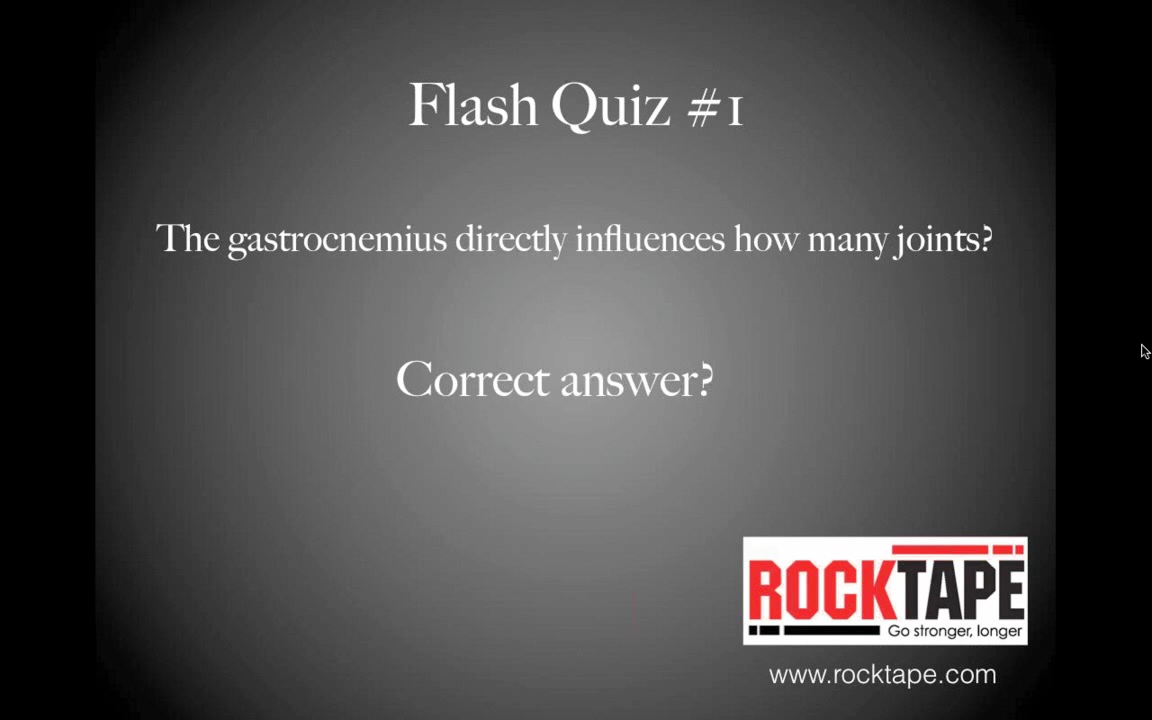 Flash Quiz #1
The gastrocnemius directly influences how many joints?
Correct answer?
ROCKTAPE
Go stronger, longer
www.rocktape.com